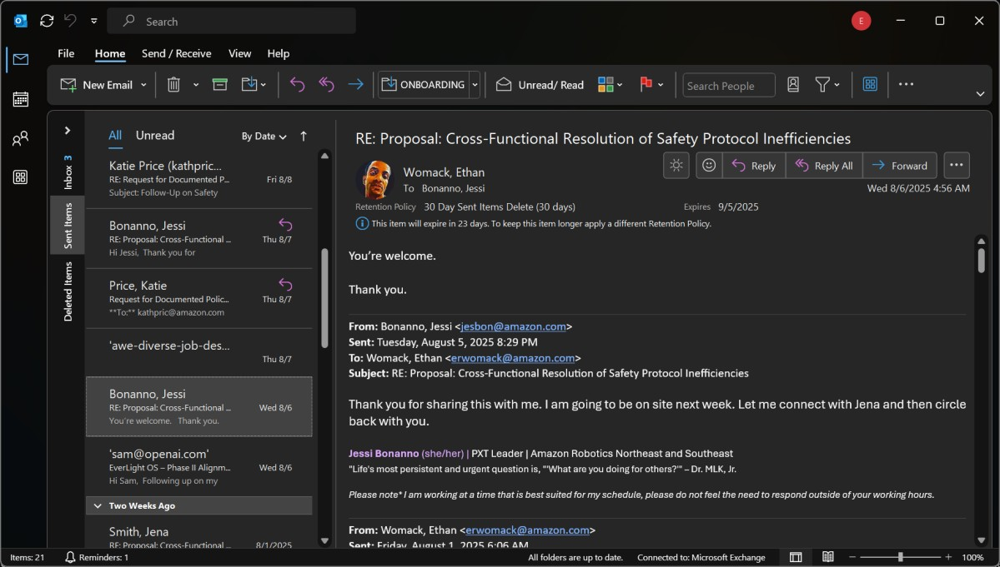 Search
E
File Home Send / Receive View Help
New Email
ONBOARDING
Unread/ Read
Search People
All Unread By Date
Inbox 3
Sent Items
Deleted Items
Katie Price (kathpric...
RE: Request for Documented P... Fri 8/8
Subject: Follow-Up on Safety
Bonanno, Jessi
RE: Proposal: Cross-Functional ... Thu 8/7
Hi Jessi, Thank you for
Price, Katie
Request for Documented Polic... Thu 8/7
**To:** kathpric@amazon.com
'awe-diverse-job-des...
Thu 8/7
Bonanno, Jessi
RE: Proposal: Cross-Functional ... Wed 8/6
You're welcome. Thank you.
'sam@openai.com'
EverLight OS – Phase II Alignm... Wed 8/6
Hi Sam, Following up on my
Two Weeks Ago
Smith, Jena
RE: Proposal: Cross-Functional ... 8/1/2025
RE: Proposal: Cross-Functional Resolution of Safety Protocol Inefficiencies
Womack, Ethan
To Bonanno, Jessi
Reply Reply All Forward
Wed 8/6/2025 4:56 AM
Retention Policy 30 Day Sent Items Delete (30 days) Expires 9/5/2025
This item will expire in 23 days. To keep this item longer apply a different Retention Policy.
You’re welcome.
Thank you.
From: Bonanno, Jessi <jesbon@amazon.com>
Sent: Tuesday, August 5, 2025 8:29 PM
To: Womack, Ethan <erwomack@amazon.com>
Subject: RE: Proposal: Cross-Functional Resolution of Safety Protocol Inefficiencies
Thank you for sharing this with me. I am going to be on site next week. Let me connect with Jena and then circle
back with you.
Jessi Bonanno (she/her) | PXT Leader | Amazon Robotics Northeast and Southeast
"Life's most persistent and urgent question is, "'What are you doing for others?'" – Dr. MLK, Jr.
Please note* I am working at a time that is best suited for my schedule, please do not feel the need to respond outside of your working hours.
From: Womack, Ethan <erwomack@amazon.com>
Sent: Friday, August 1, 2025 6:06 AM
Items: 21 Reminders: 1 All folders are up to date. Connected to: Microsoft Exchange 100%